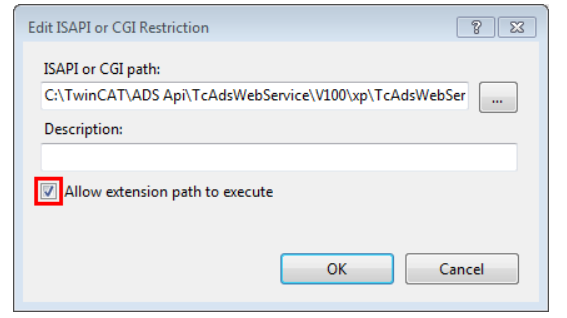 Edit ISAPI or CGI Restriction
ISAPI or CGI path:
C:\TwinCAT\ADS Api\TcAdsWebService\V100\xp\TcAdsWebSer
...
Description:
Allow extension path to execute
OK Cancel